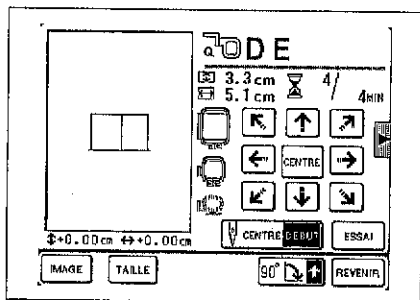 a DE
3.3cm 4/
5.1cm 4MIN
CENTRE
+0.00cm +0.00cm
CENTRE DEBUT ESSAI
IMAGE TAILLE 90° REVENIR